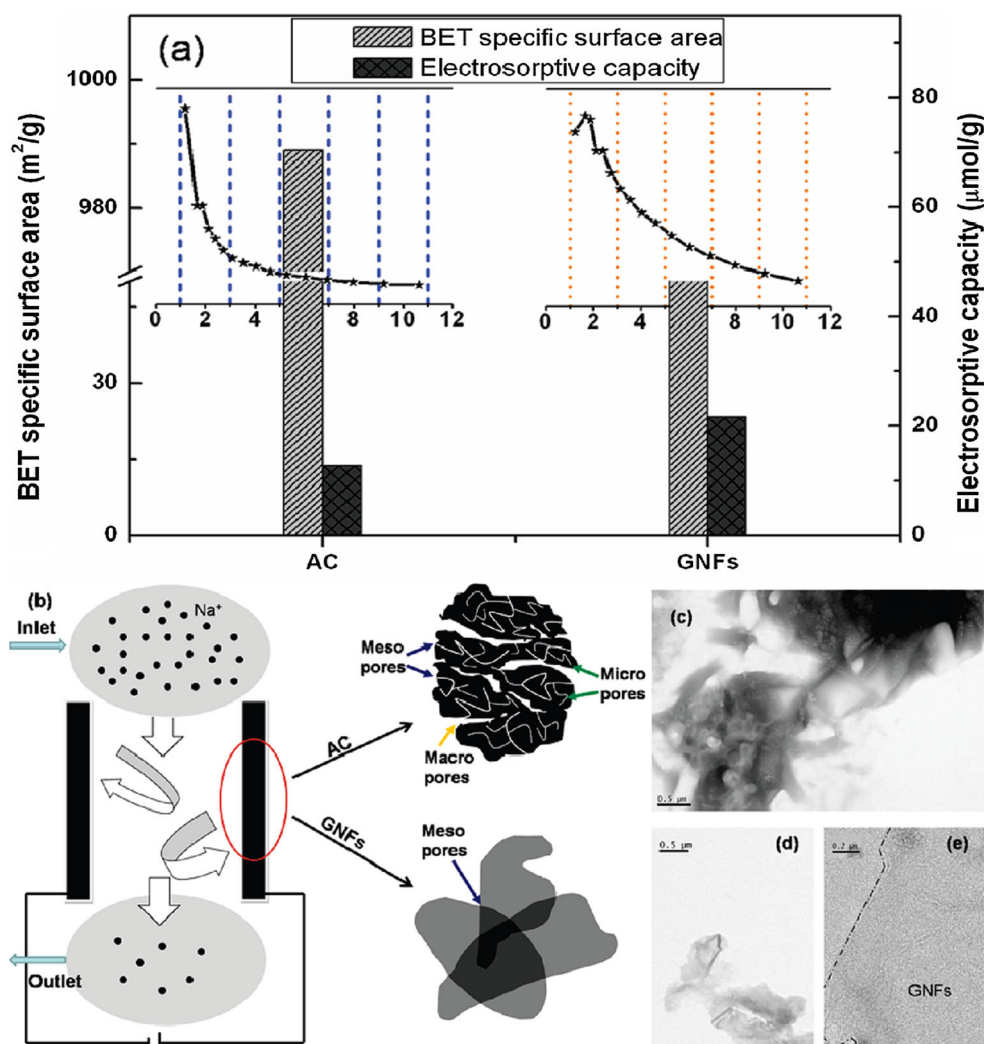 (a)
BET specific surface area
Electrosorptive capacity
BET specific surface area (m²/g)
1000
980
30
0
0 2 4 6 8 10 12
0 2 4 6 8 10 12
80
60
40
20
0
Electrosorptive capacity (μmol/g)
AC
GNFs
(b)
Na⁺
Inlet
Outlet
AC
GNFs
Meso
pores
Micro
pores
Macro
pores
Meso
pores
(c)
0.5 μm
(d)
0.5 μm
(e)
0.2 μm
GNFs